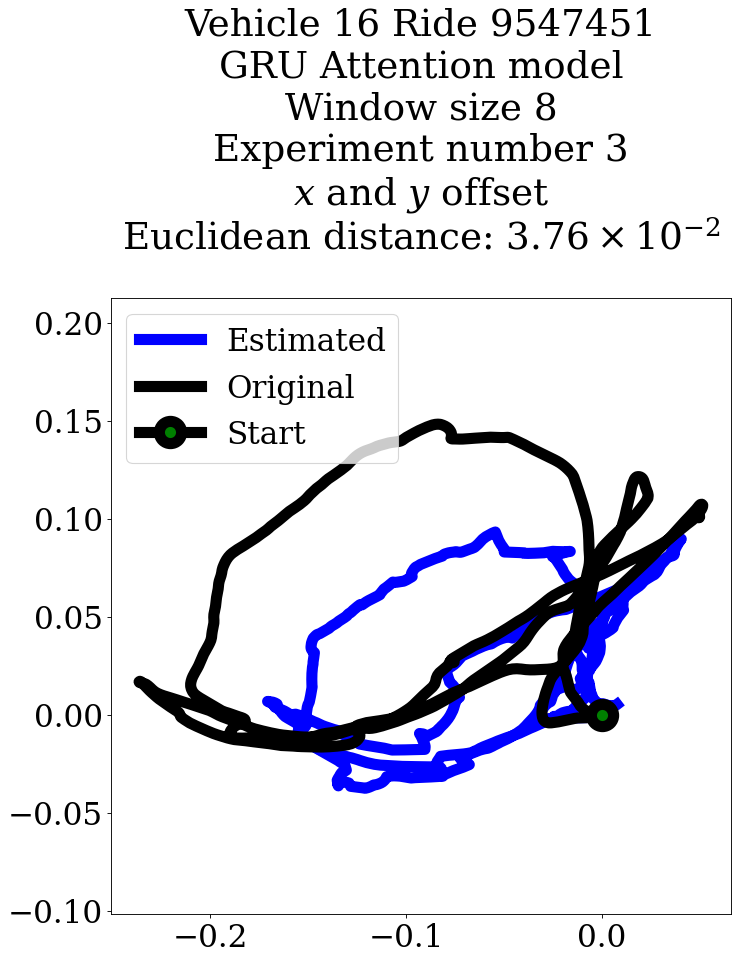 Vehicle 16 Ride 9547451
GRU Attention model
Window size 8
Experiment number 3
x and y offset
Euclidean distance: 3.76 × 10⁻²
Estimated
Original
Start
0.20
0.15
0.10
0.05
0.00
−0.05
−0.10
−0.2
−0.1
0.0